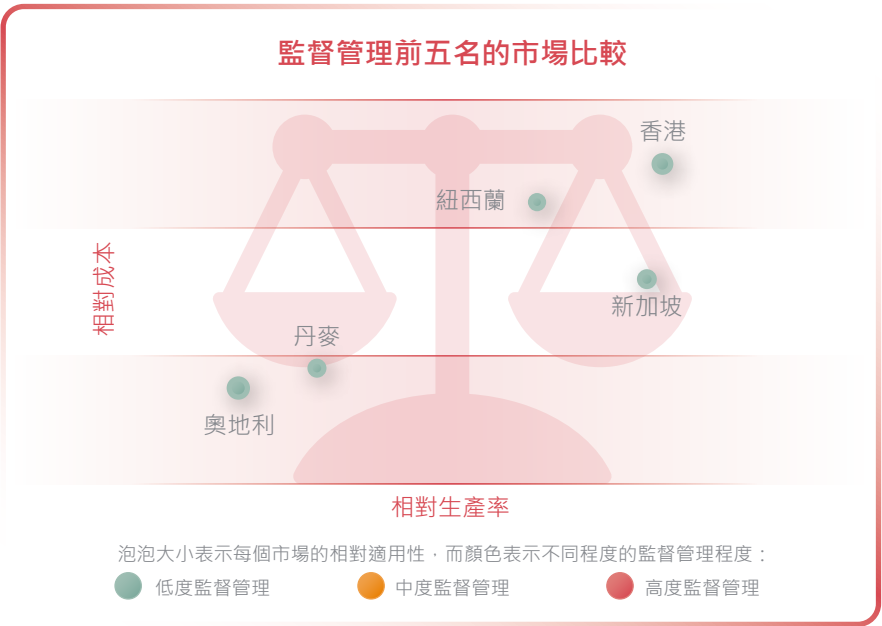 監督管理前五名的市場比較
香港
紐西蘭
相對成本
新加坡
丹麥
奧地利
相對生產率
泡泡大小表示每個市場的相對適用性，而顏色表示不同程度的監督管理程度：
低度監督管理
中度監督管理
高度監督管理